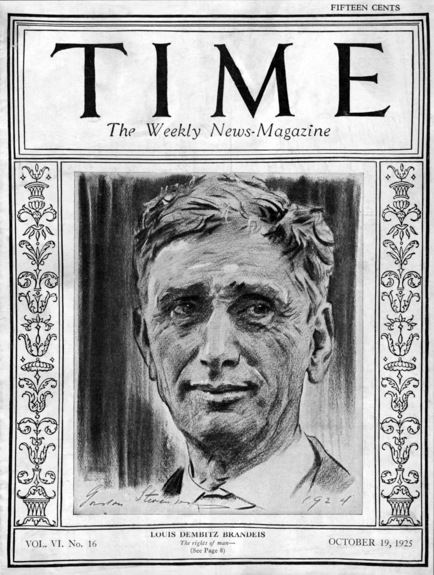 FIFTEEN CENTS
TIME
The Weekly News-Magazine
1924
LOUIS DEMBITZ BRANDEIS
The rights of man—
(See Page 8)
VOL. VI. No. 16
OCTOBER 19, 1925